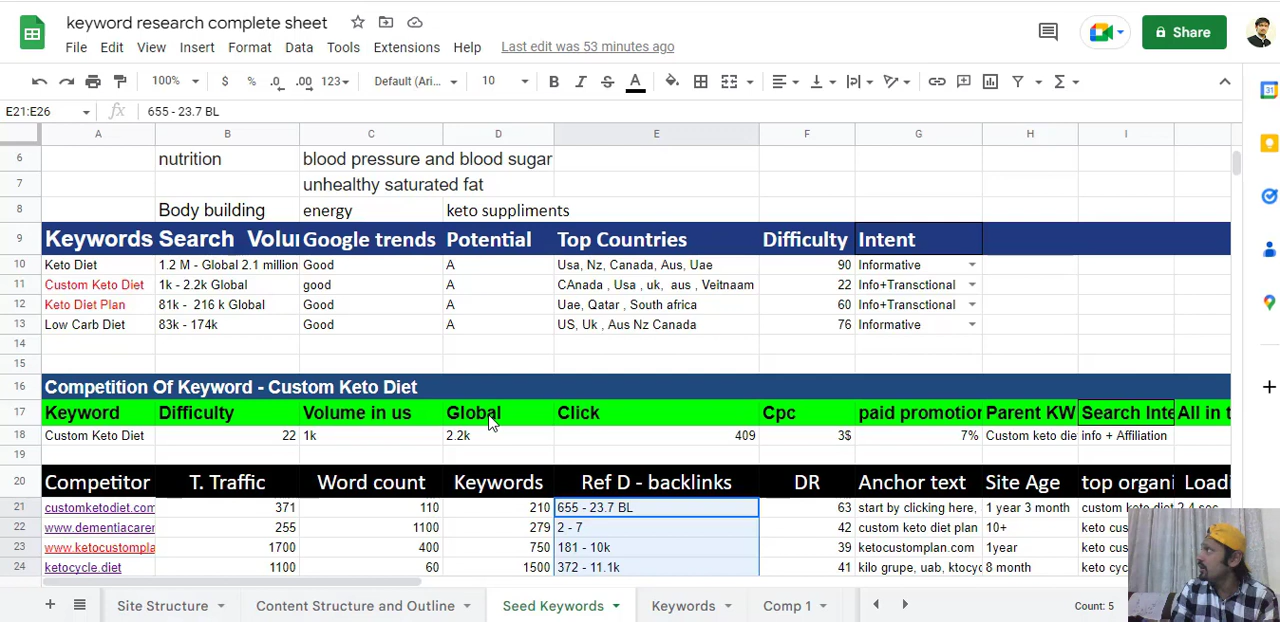 keyword research complete sheet
File Edit View Insert Format Data Tools Extensions Help Last edit was 53 minutes ago
Share
100% $ % .0 .00 123 Default (Ari... 10 B I S A
E21:E26 fx 655 - 23.7 BL
A B C D E F G H I
6 nutrition blood pressure and blood sugar
7 unhealthy saturated fat
8 Body building energy keto suppliments
9 Keywords Search Volu Google trends Potential Top Countries Difficulty Intent
10 Keto Diet 1.2 M - Global 2.1 million Good A Usa, Nz, Canada, Aus, Uae 90 Informative
11 Custom Keto Diet 1k - 2.2k Global good A CAnada , Usa , uk, aus , Veitnaam 22 Info+Transctional
12 Keto Diet Plan 81k - 216 k Global Good A Uae, Qatar , South africa 60 Info+Transctional
13 Low Carb Diet 83k - 174k Good A US, Uk , Aus Nz Canada 76 Informative
14
15
16 Competition Of Keyword - Custom Keto Diet
17 Keyword Difficulty Volume in us Global Click Cpc paid promotion Parent KW Search Inte All in t
18 Custom Keto Diet 22 1k 2.2k 409 3$ 7% Custom keto die info + Affiliation
19
20 Competitor T. Traffic Word count Keywords Ref D - backlinks DR Anchor text Site Age top organi Loadi
21 customketodiet.com 371 110 210 655 - 23.7 BL 63 start by clicking here, 1 year 3 month custom keto diet 2.4 sec
22 www.dementiacarer 255 1100 279 2 - 7 42 custom keto diet plan 10+ keto cus
23 www.ketocustompla 1700 400 750 181 - 10k 39 ketocustomplan.com 1year keto cus
24 ketocycle.diet 1100 60 1500 372 - 11.1k 41 kilo grupe, uab, ktocyc 8 month keto cyc
Site Structure Content Structure and Outline Seed Keywords Keywords Comp 1 Count: 5